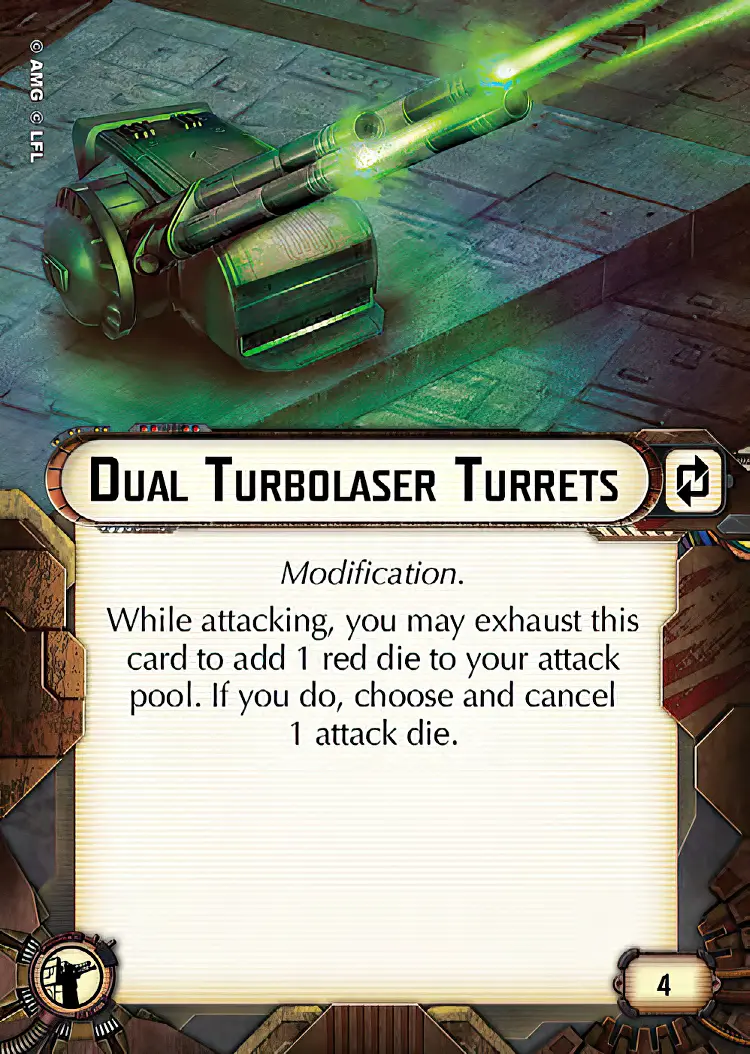 © AMG © LFL
Dual Turbolaser Turrets
Modification.
While attacking, you may exhaust this
card to add 1 red die to your attack
pool. If you do, choose and cancel
1 attack die.
4